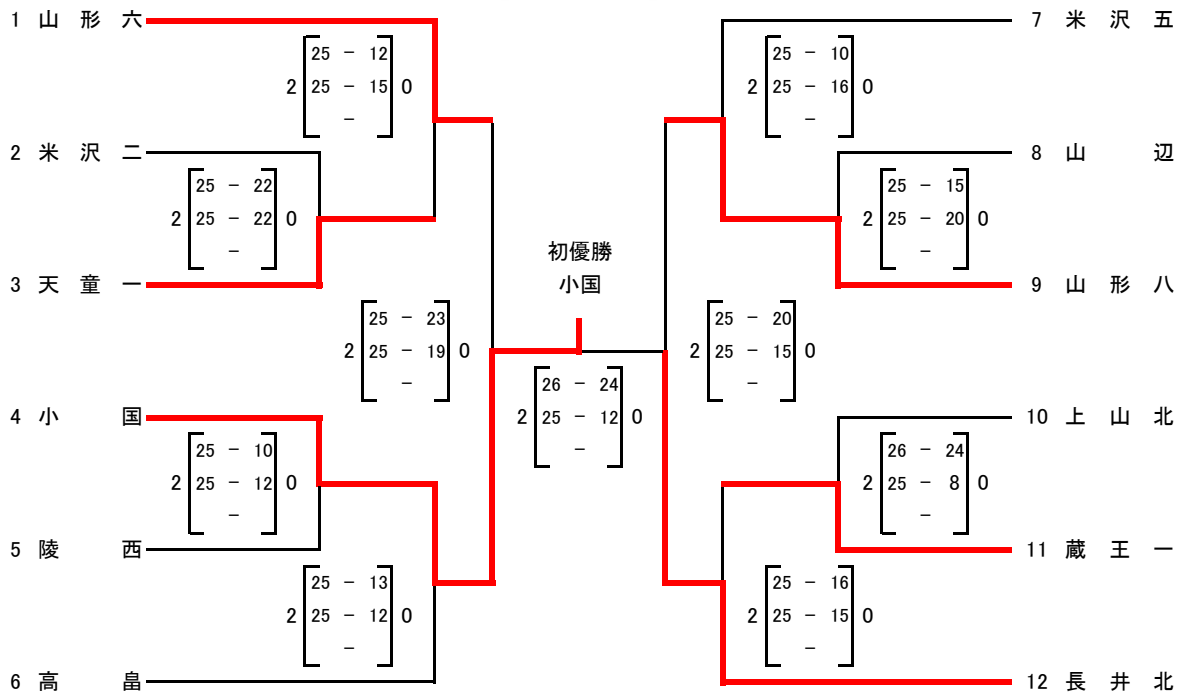 1 山 形 六
7 米 沢 五
25 － 12
2 25 － 15 0
－
25 － 10
2 25 － 16 0
－
2 米 沢 二
8 山 辺
25 － 22
2 25 － 22 0
－
25 － 15
2 25 － 20 0
－
初優勝
小国
3 天 童 一
9 山 形 八
25 － 23
2 25 － 19 0
－
25 － 20
2 25 － 15 0
－
26 － 24
2 25 － 12 0
－
4 小 国
10 上 山 北
25 － 10
2 25 － 12 0
－
26 － 24
2 25 － 8 0
－
5 陵 西
11 蔵 王 一
25 － 13
2 25 － 12 0
－
25 － 16
2 25 － 15 0
－
6 高 畠
12 長 井 北